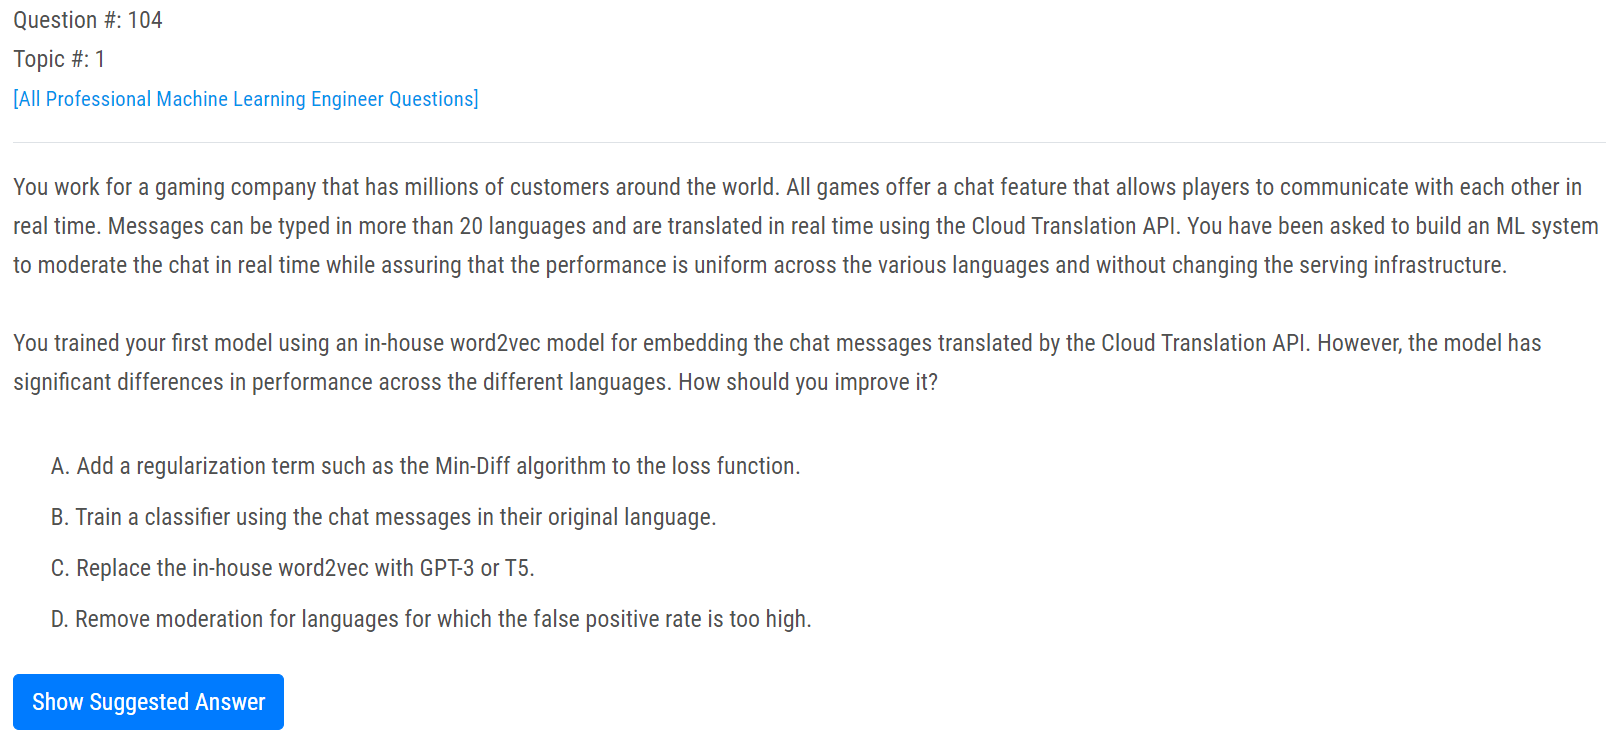 Question #: 104
Topic #: 1
[All Professional Machine Learning Engineer Questions]
You work for a gaming company that has millions of customers around the world. All games offer a chat feature that allows players to communicate with each other in
real time. Messages can be typed in more than 20 languages and are translated in real time using the Cloud Translation API. You have been asked to build an ML system
to moderate the chat in real time while assuring that the performance is uniform across the various languages and without changing the serving infrastructure.
You trained your first model using an in-house word2vec model for embedding the chat messages translated by the Cloud Translation API. However, the model has
significant differences in performance across the different languages. How should you improve it?
A. Add a regularization term such as the Min-Diff algorithm to the loss function.
B. Train a classifier using the chat messages in their original language.
C. Replace the in-house word2vec with GPT-3 or T5.
D. Remove moderation for languages for which the false positive rate is too high.
Show Suggested Answer